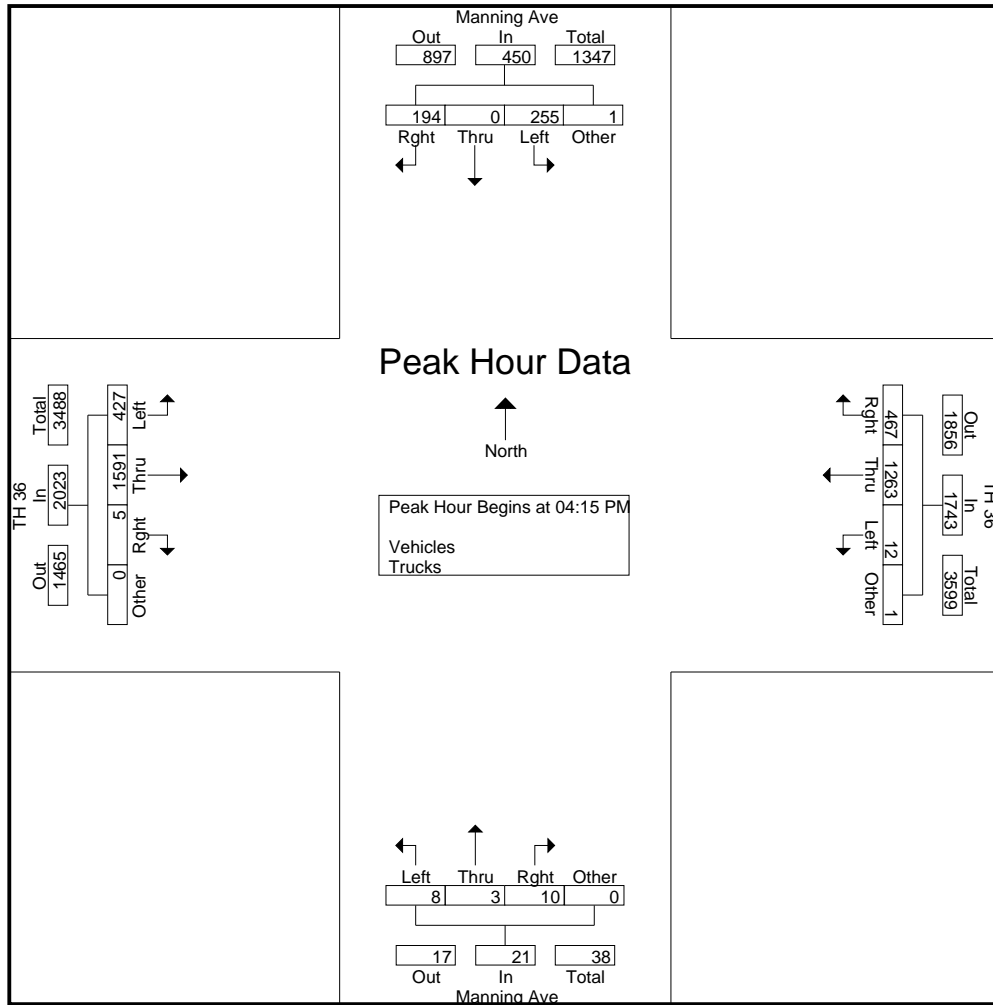 Manning Ave
Out In Total
897 450 1347
194 0 255 1
Rght Thru Left Other
Peak Hour Data
North
Peak Hour Begins at 04:15 PM
Vehicles
Trucks
TH 36
Total In Out
3488 2023 1465
427 1591 5 0
Left Thru Rght Other
TH 36
Out In Total
1856 1743 3599
467 1263 12 1
Rght Thru Left Other
Left Thru Rght Other
8 3 10 0
17 21 38
Out In Total
Manning Ave